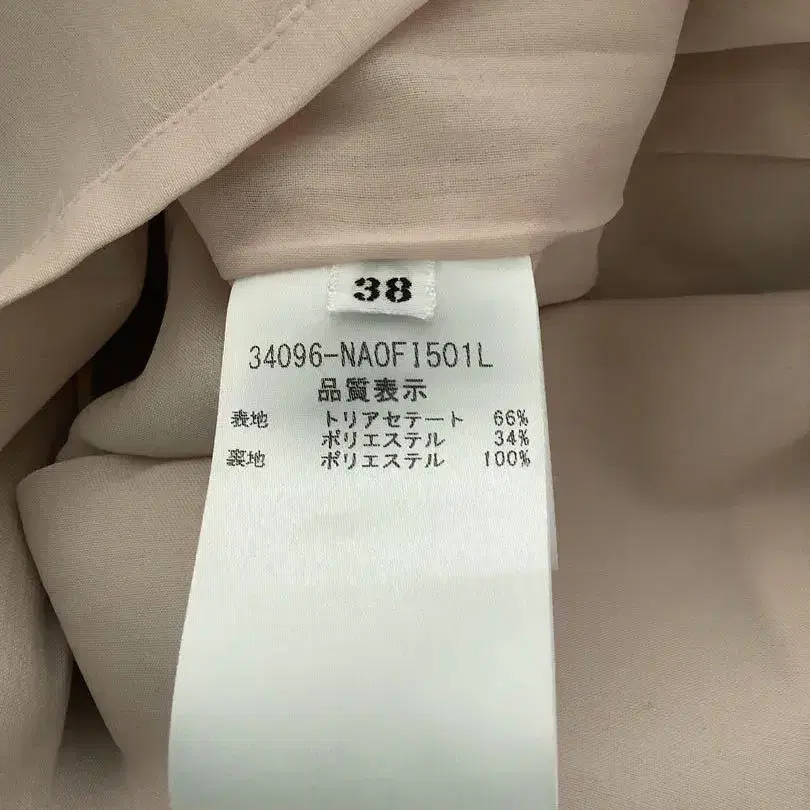 38
34096-NAOFI501L
品質表示
表地 トリアセテート 66%
ポリエステル 34%
裏地 ポリエステル 100%